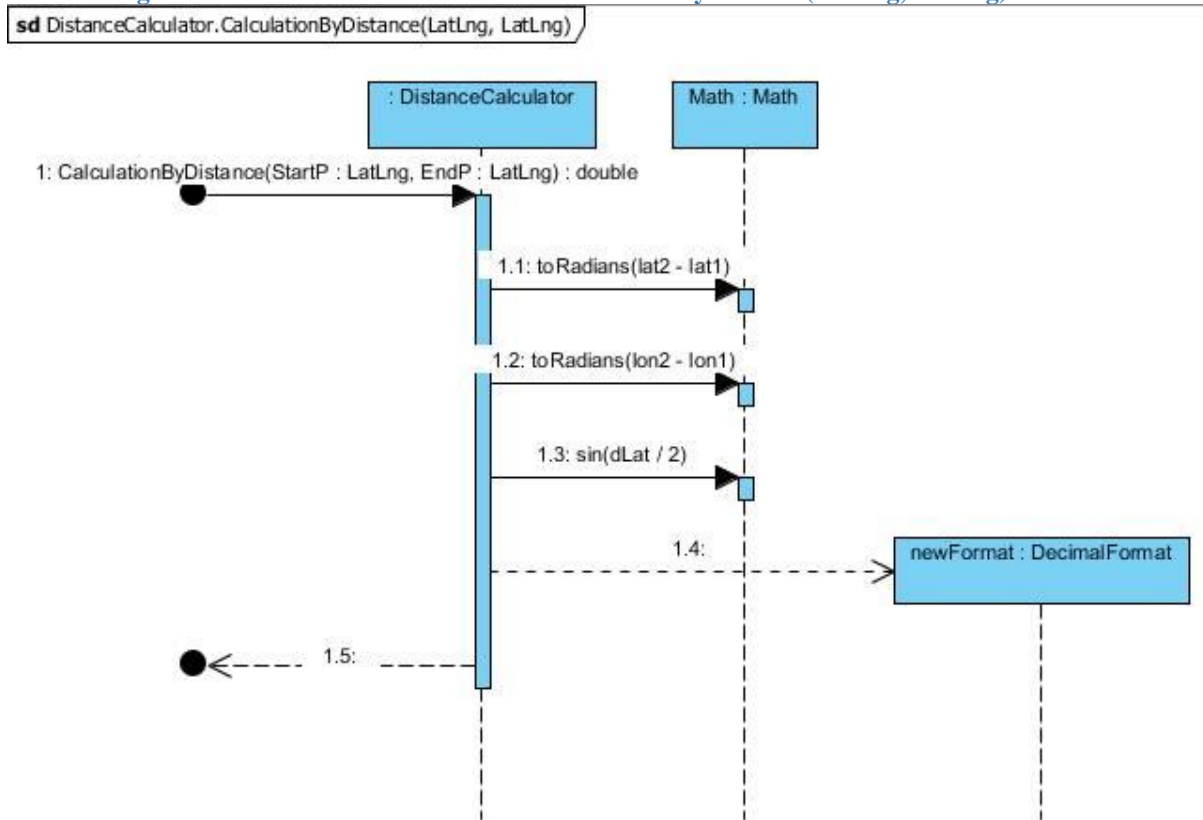 sd DistanceCalculator.CalculationByDistance(LatLng, LatLng)
: DistanceCalculator
Math : Math
1: CalculationByDistance(StartP : LatLng, EndP : LatLng) : double
1.1: toRadians(lat2 - lat1)
1.2: toRadians(lon2 - lon1)
1.3: sin(dLat / 2)
1.4:
newFormat : DecimalFormat
1.5: